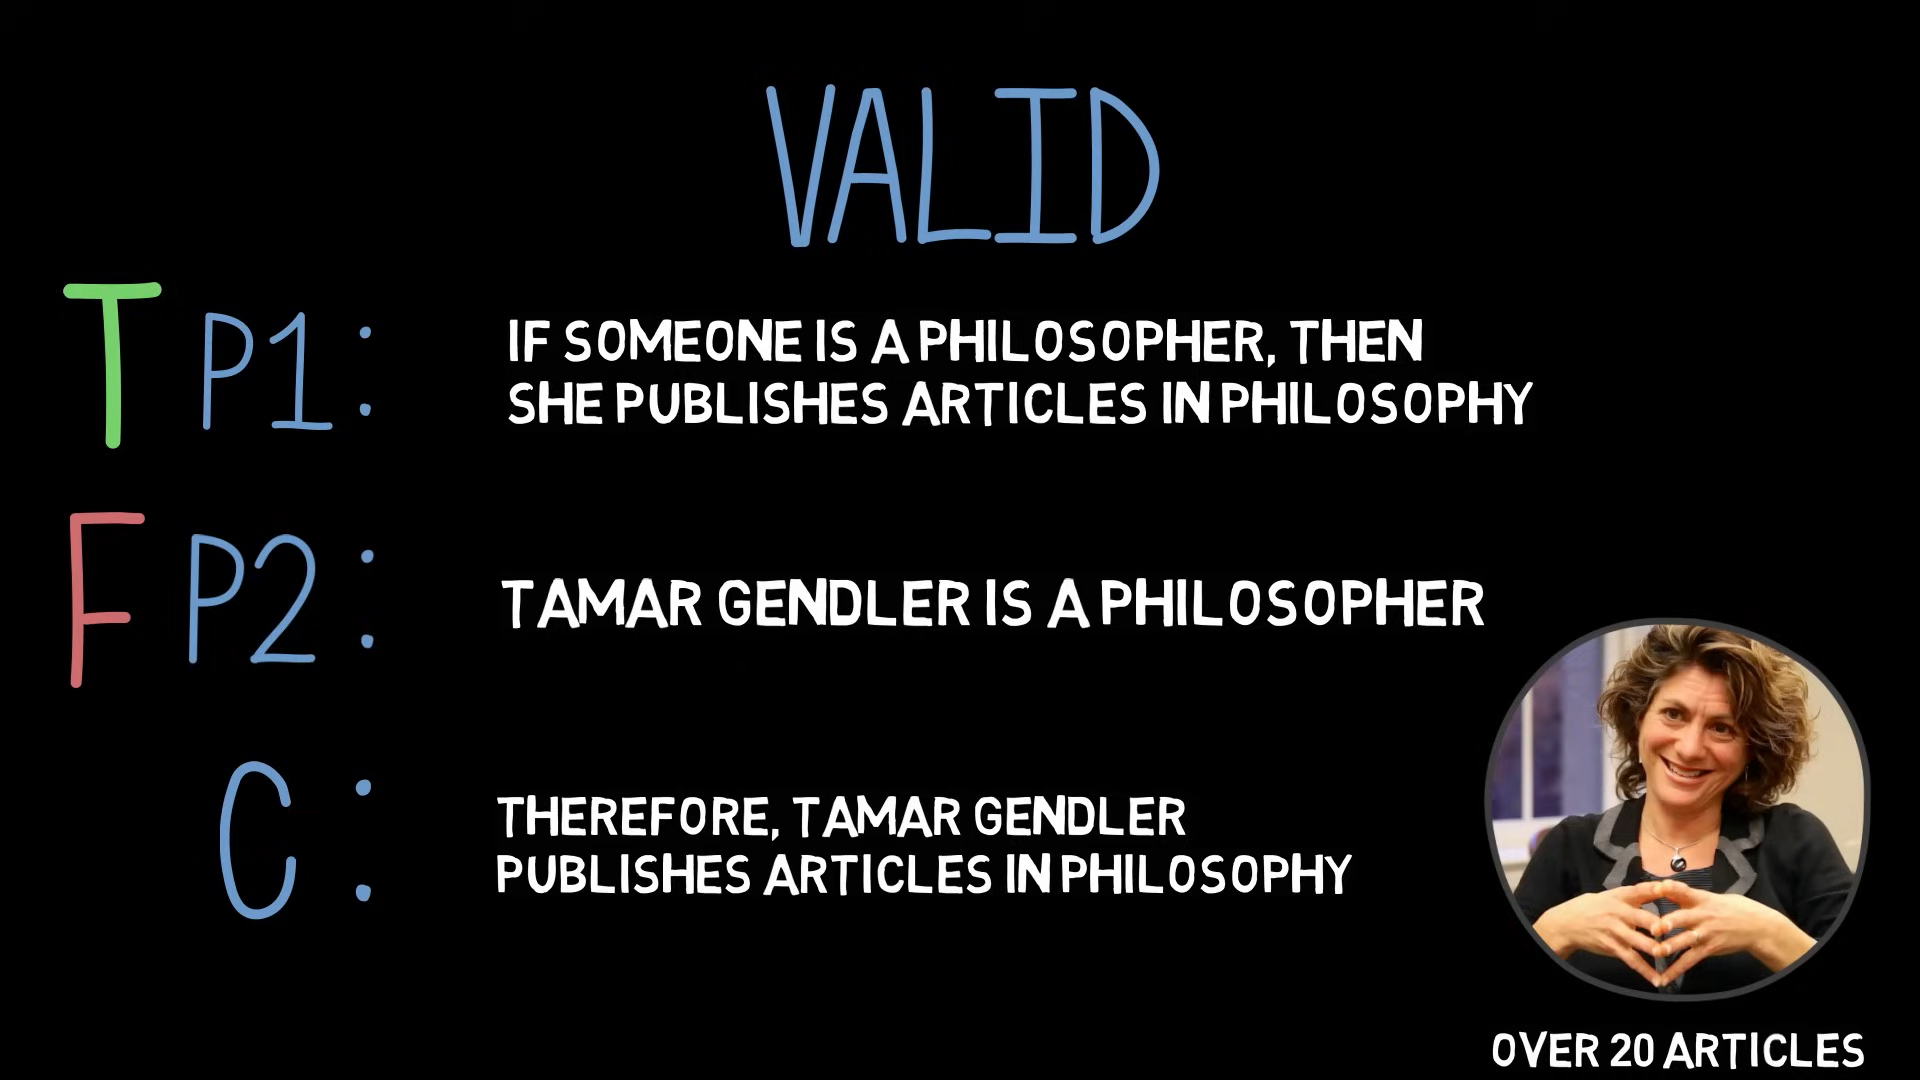 VALID
T P1: IF SOMEONE IS A PHILOSOPHER, THEN
SHE PUBLISHES ARTICLES IN PHILOSOPHY
F P2: TAMAR GENDLER IS A PHILOSOPHER
C: THEREFORE, TAMAR GENDLER
PUBLISHES ARTICLES IN PHILOSOPHY
OVER 20 ARTICLES